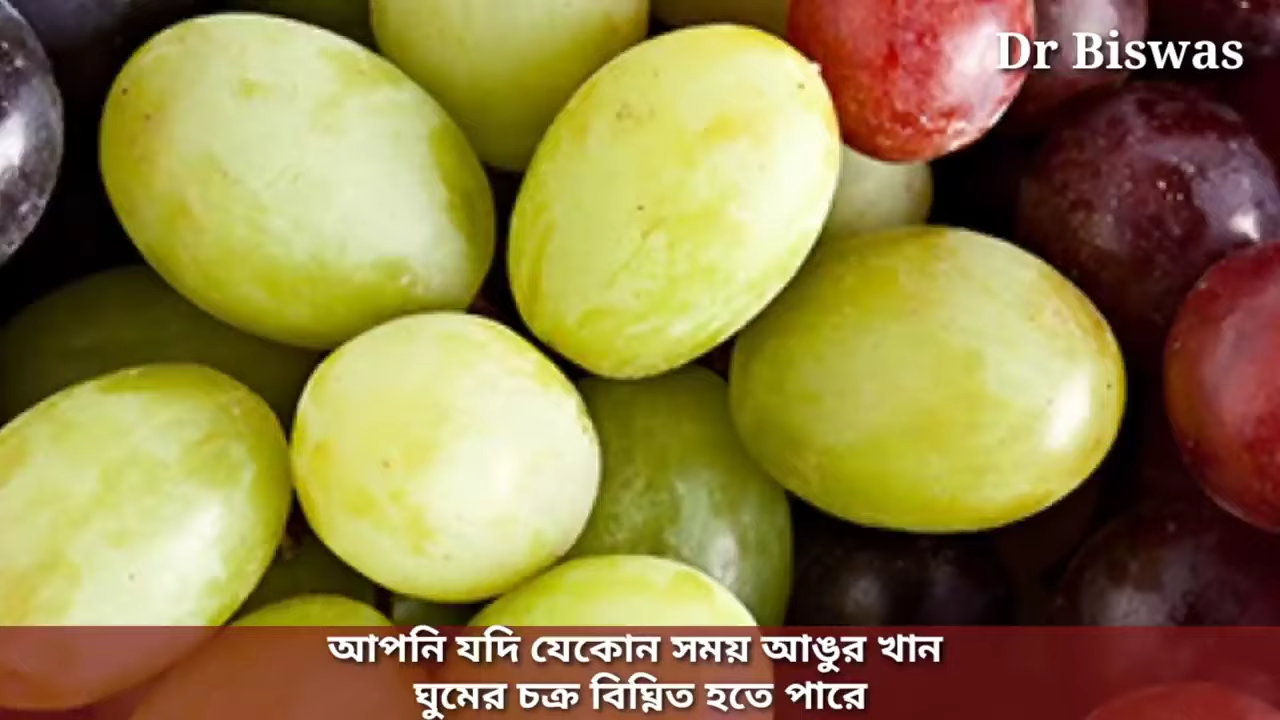 Dr Biswas
আপনি যদি যেকোন সময় আঙুর খান
ঘুমের চক্র বিঘ্নিত হতে পারে